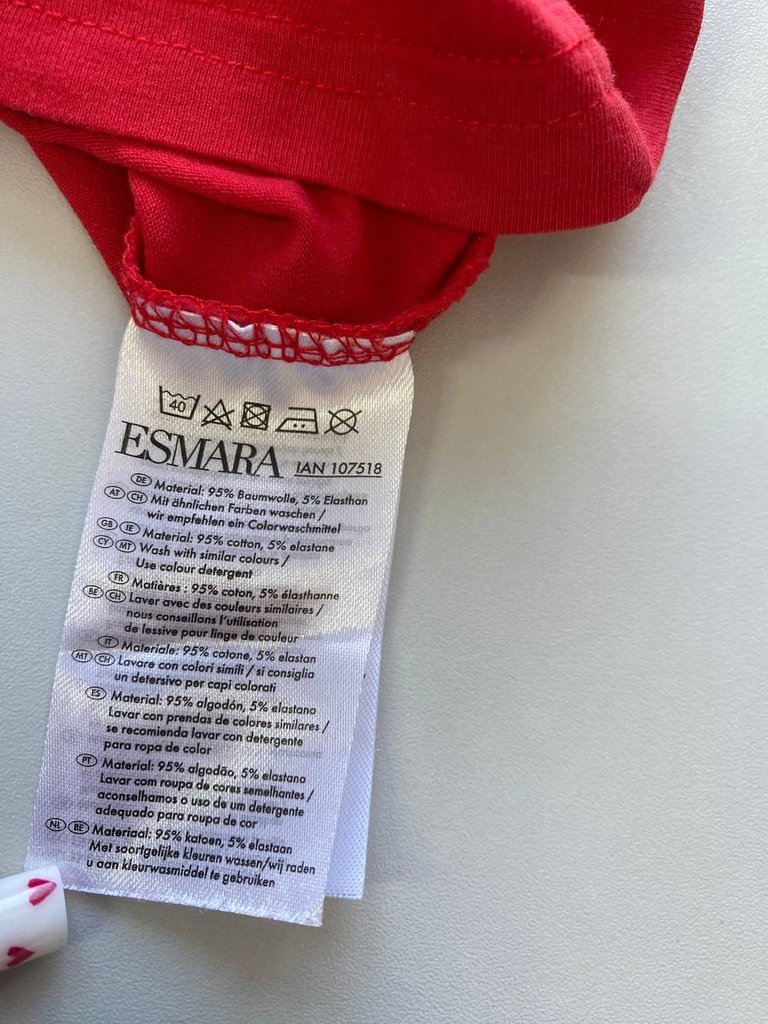 40
ESMARA IAN 107518
DE Material: 95% Baumwolle, 5% Elasthan
AT CH Mit ähnlichen Farben waschen /
wir empfehlen ein Colorwaschmittel
GB IE Material: 95% cotton, 5% elastane
CY MT Wash with similar colours /
Use colour detergent
FR Matières : 95% coton, 5% élasthanne
BE CH Laver avec des couleurs similaires /
nous conseillons l'utilisation
de lessive pour linge de couleur
IT Materiale: 95% cotone, 5% elastan
MT CH Lavare con colori simili / si consiglia
un detersivo per capi colorati
ES Material: 95% algodón, 5% elastano
Lavar con prendas de colores similares /
se recomienda lavar con detergente
para ropa de color
PT Material: 95% algodão, 5% elastano
Lavar com roupa de cores semelhantes /
aconselhamos o uso de um detergente
adequado para roupa de cor
NL BE Materiaal: 95% katoen, 5% elastaan
Met soortgelijke kleuren wassen/wij raden
u aan kleurwasmiddel te gebruiken